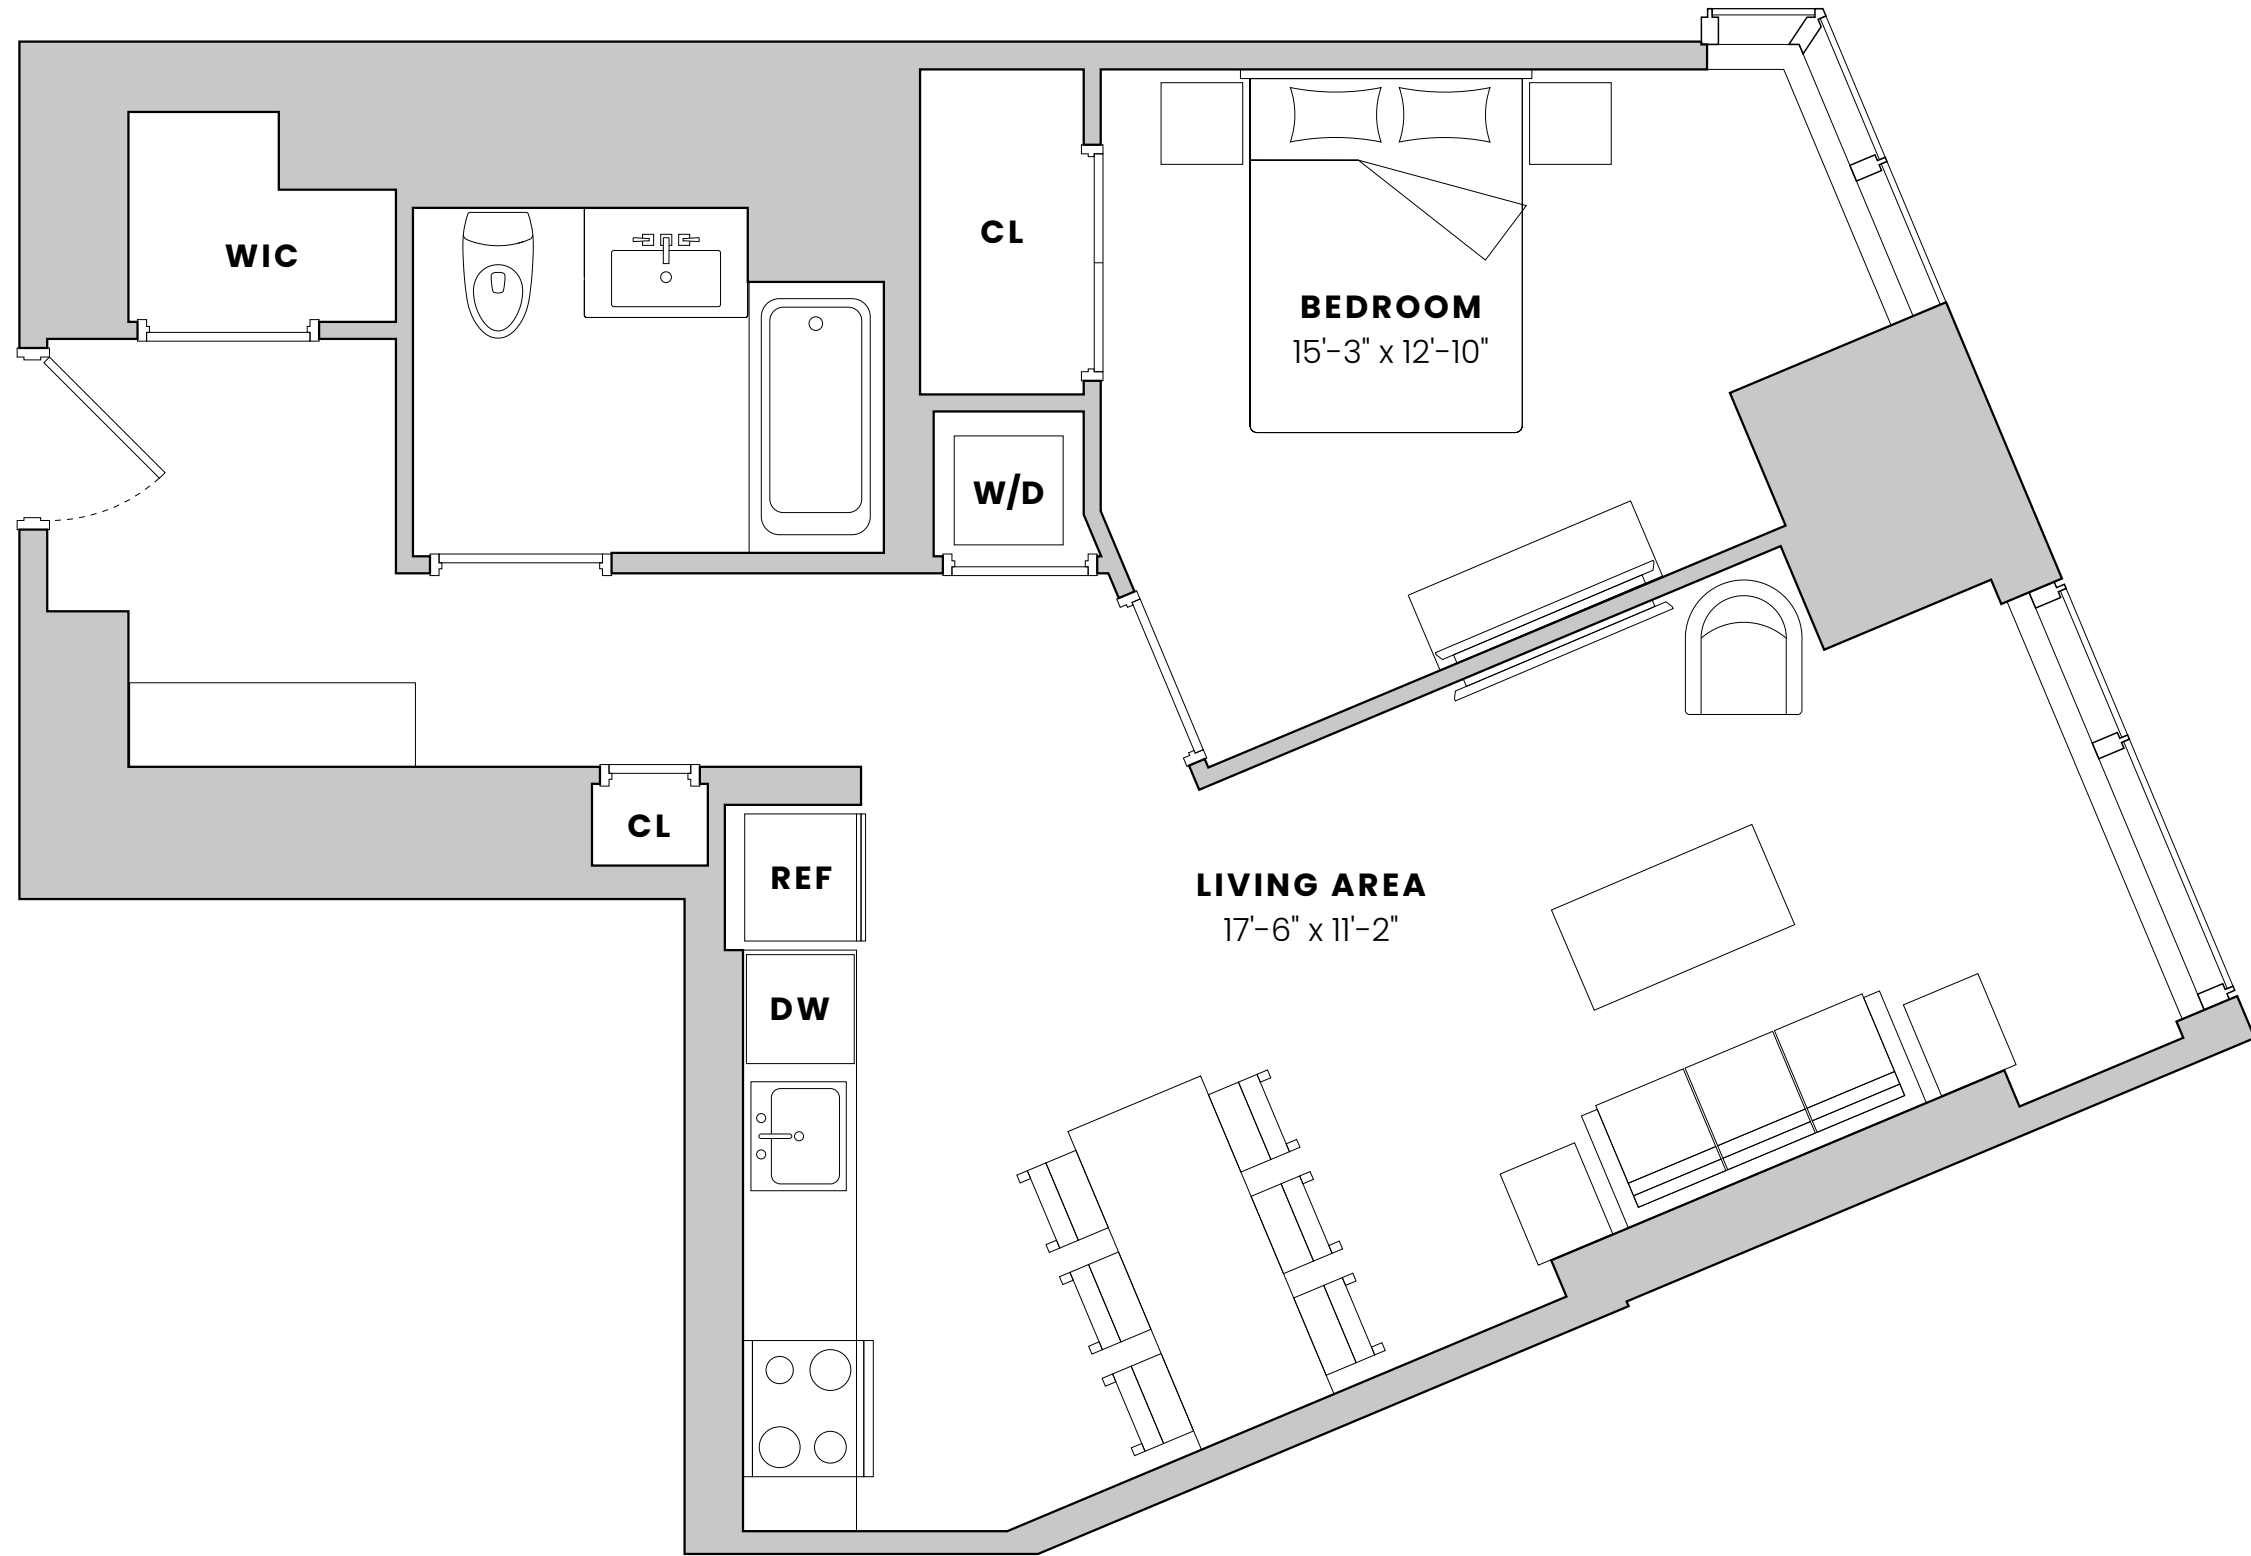 WIC
CL
BEDROOM
15'-3" x 12'-10"
W/D
CL
REF
LIVING AREA
17'-6" x 11'-2"
DW